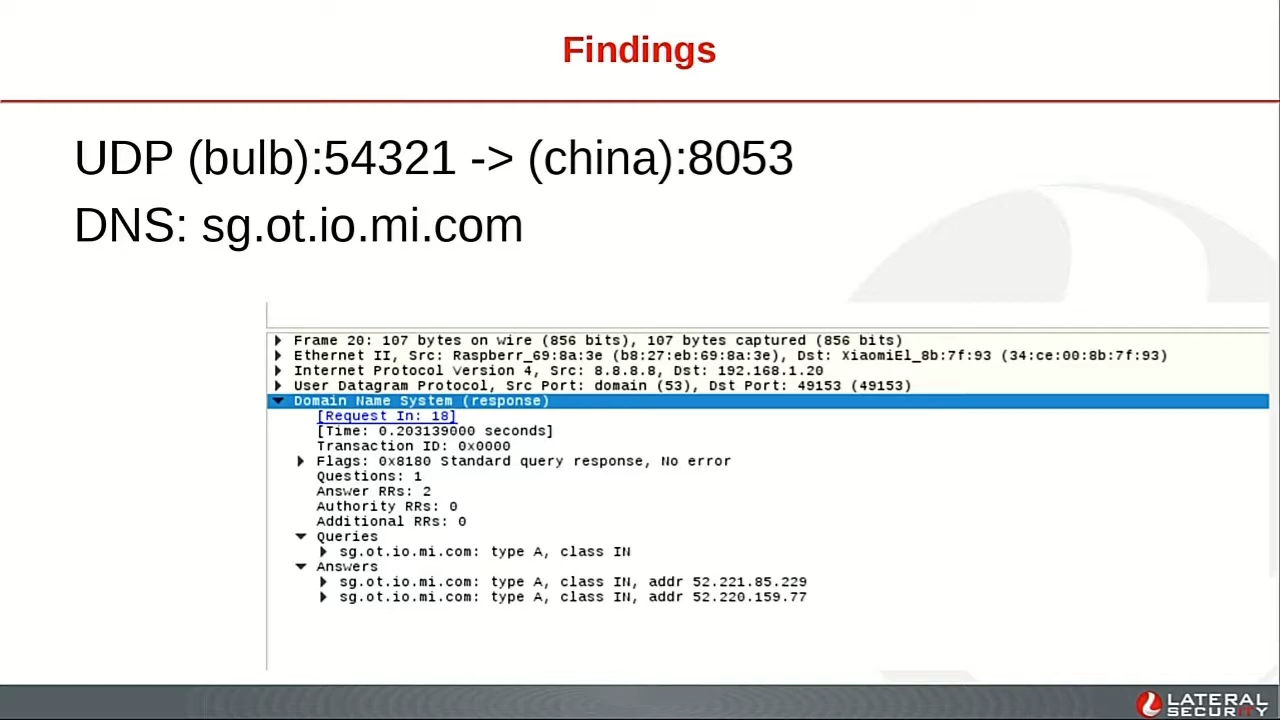 Findings
UDP (bulb):54321 -> (china):8053
DNS: sg.ot.io.mi.com
Frame 20: 107 bytes on wire (856 bits), 107 bytes captured (856 bits)
Ethernet II, Src: Raspberr_69:8a:3e (b8:27:eb:69:8a:3e), Dst: XiaomiEl_8b:7f:93 (34:ce:00:8b:7f:93)
Internet Protocol Version 4, Src: 8.8.8.8, Dst: 192.168.1.20
User Datagram Protocol, Src Port: domain (53), Dst Port: 49153 (49153)
Domain Name System (response)
[Request In: 18]
[Time: 0.203139000 seconds]
Transaction ID: 0x0000
Flags: 0x8180 Standard query response, No error
Questions: 1
Answer RRs: 2
Authority RRs: 0
Additional RRs: 0
Queries
sg.ot.io.mi.com: type A, class IN
Answers
sg.ot.io.mi.com: type A, class IN, addr 52.221.85.229
sg.ot.io.mi.com: type A, class IN, addr 52.220.159.77
LATERAL
SECURITY